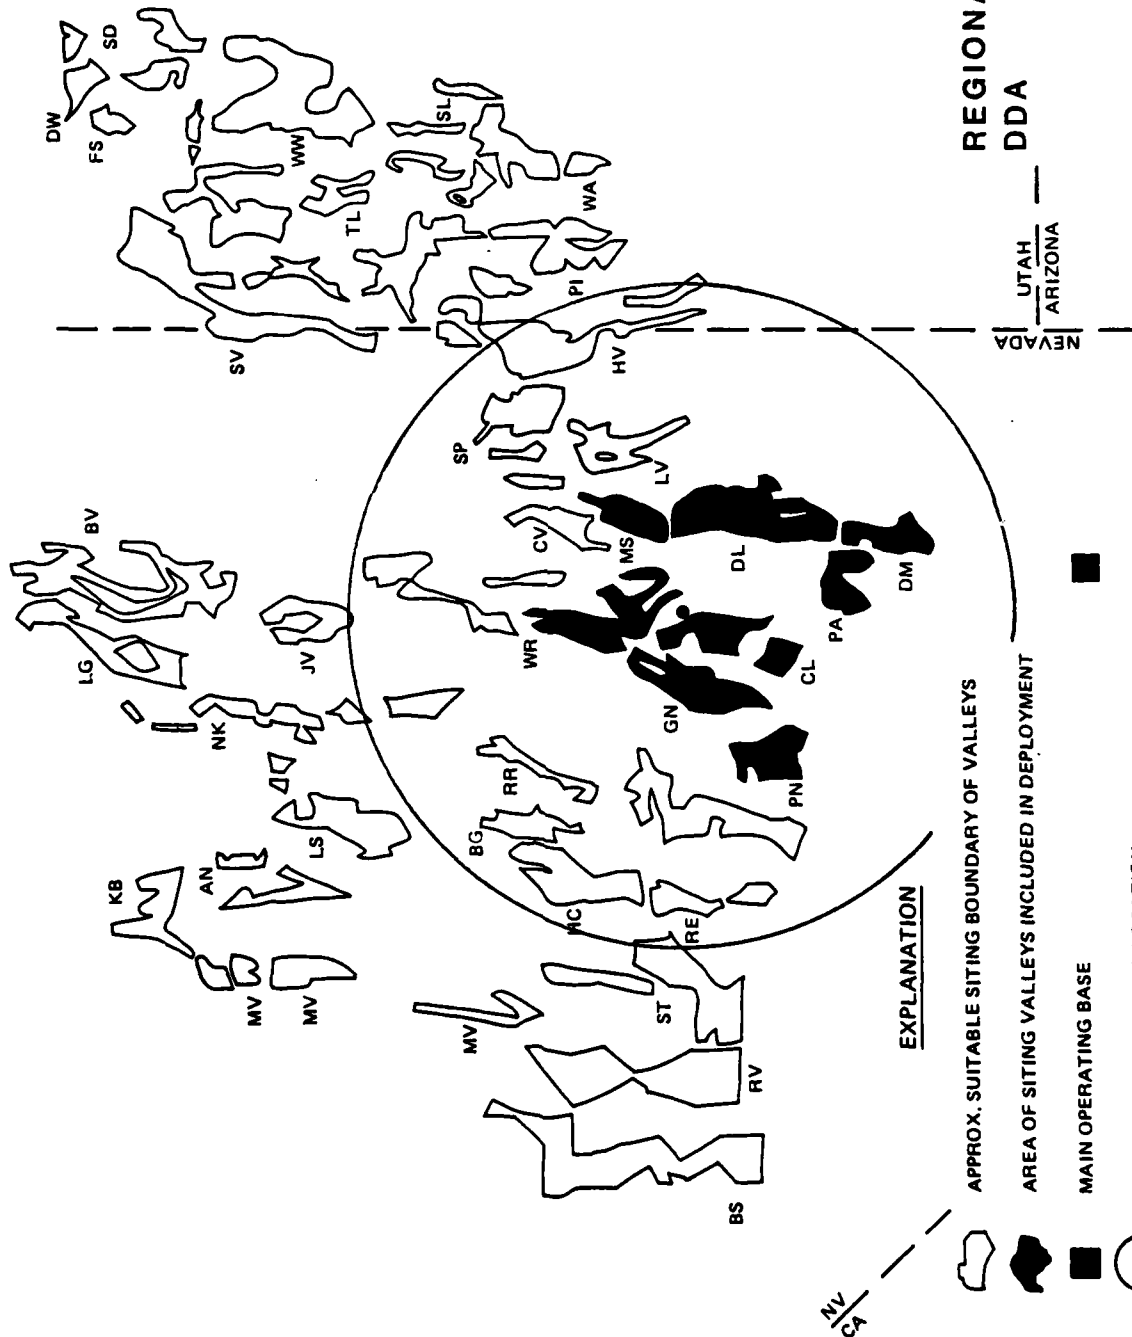 DW
SD
FS
WW
SL
TL
WA
SV
PI
HV
BV
LG
JV
NK
LS
KB
AN
MV
MV
MV
SP
LV
CV
MS
DL
DM
WR
PA
CL
GN
PN
RR
BG
HC
RE
ST
RV
BS
REGIONA
DDA
UTAH
ARIZONA
NEVADA
NV
CA
EXPLANATION
APPROX. SUITABLE SITING BOUNDARY OF VALLEYS
AREA OF SITING VALLEYS INCLUDED IN DEPLOYMENT
MAIN OPERATING BASE